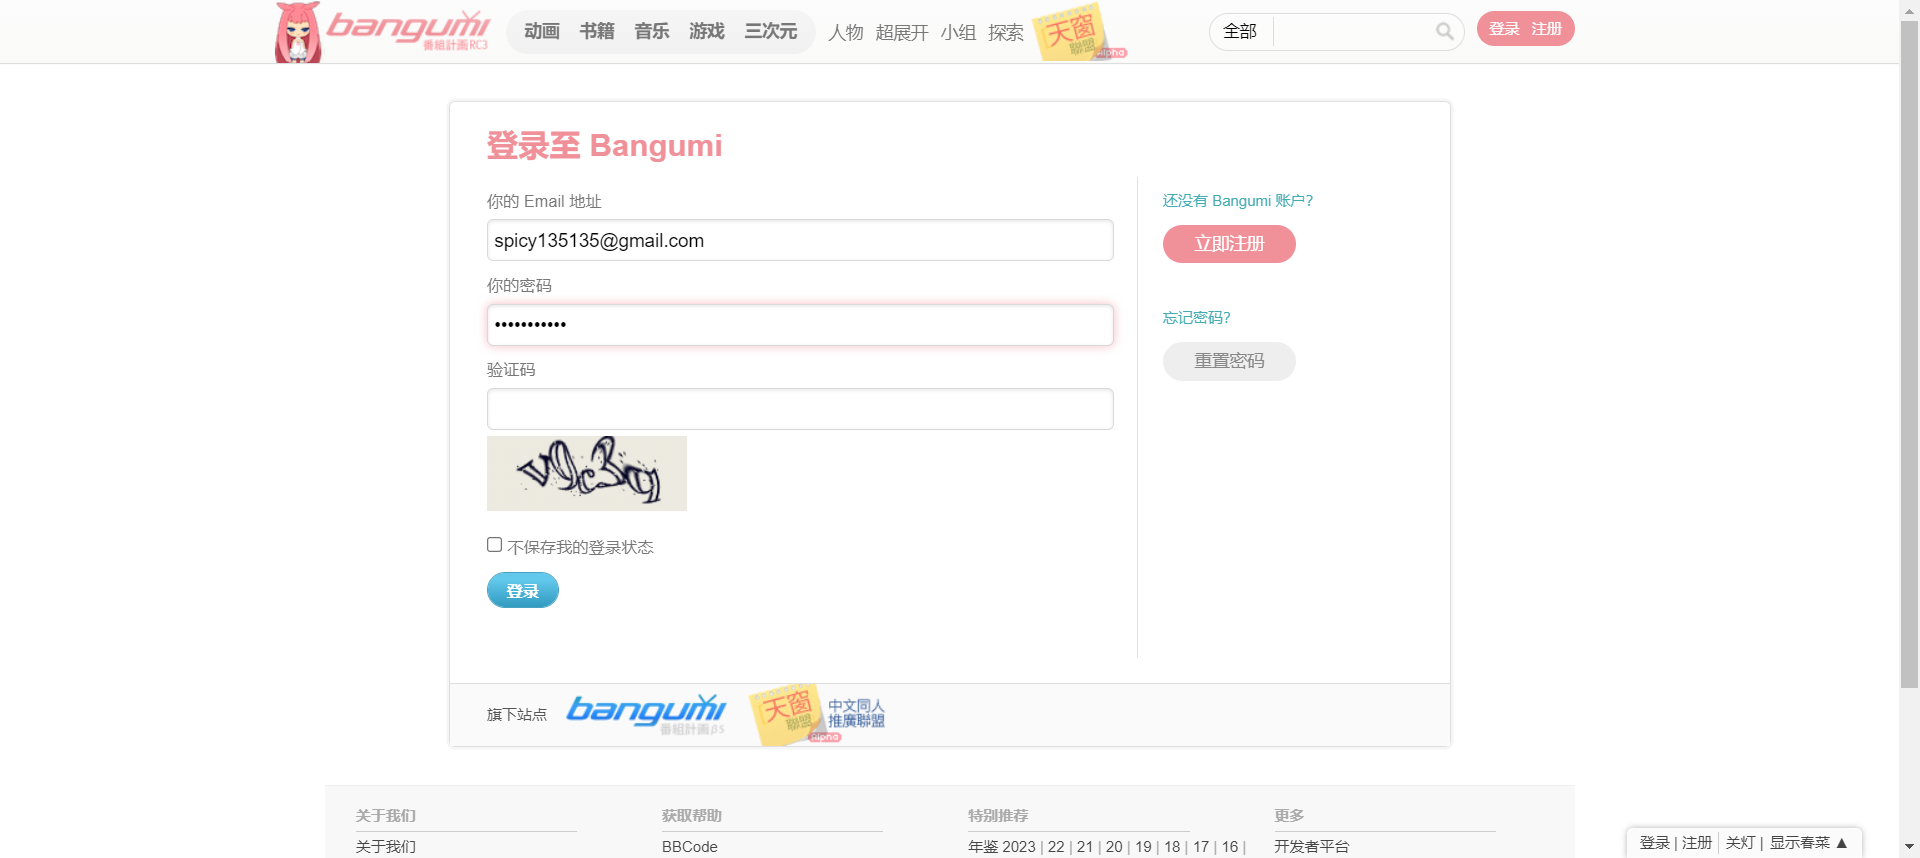 bangumi
番組計画RC3
动画 书籍 音乐 游戏 三次元 人物 超展开 小组 探索
天窗
聯盟
Alpha
全部
登录 注册
登录至 Bangumi
你的 Email 地址
spicy135135@gmail.com
你的密码
•••••••••••
验证码
不保存我的登录状态
登录
还没有 Bangumi 账户?
立即注册
忘记密码?
重置密码
旗下站点
bangumi
番組計画β5
天窗
聯盟
Alpha
中文同人
推廣聯盟
关于我们
关于我们
获取帮助
BBCode
特别推荐
年鉴 2023 | 22 | 21 | 20 | 19 | 18 | 17 | 16 |
更多
开发者平台
登录 | 注册 | 关灯 | 显示春菜 ▲